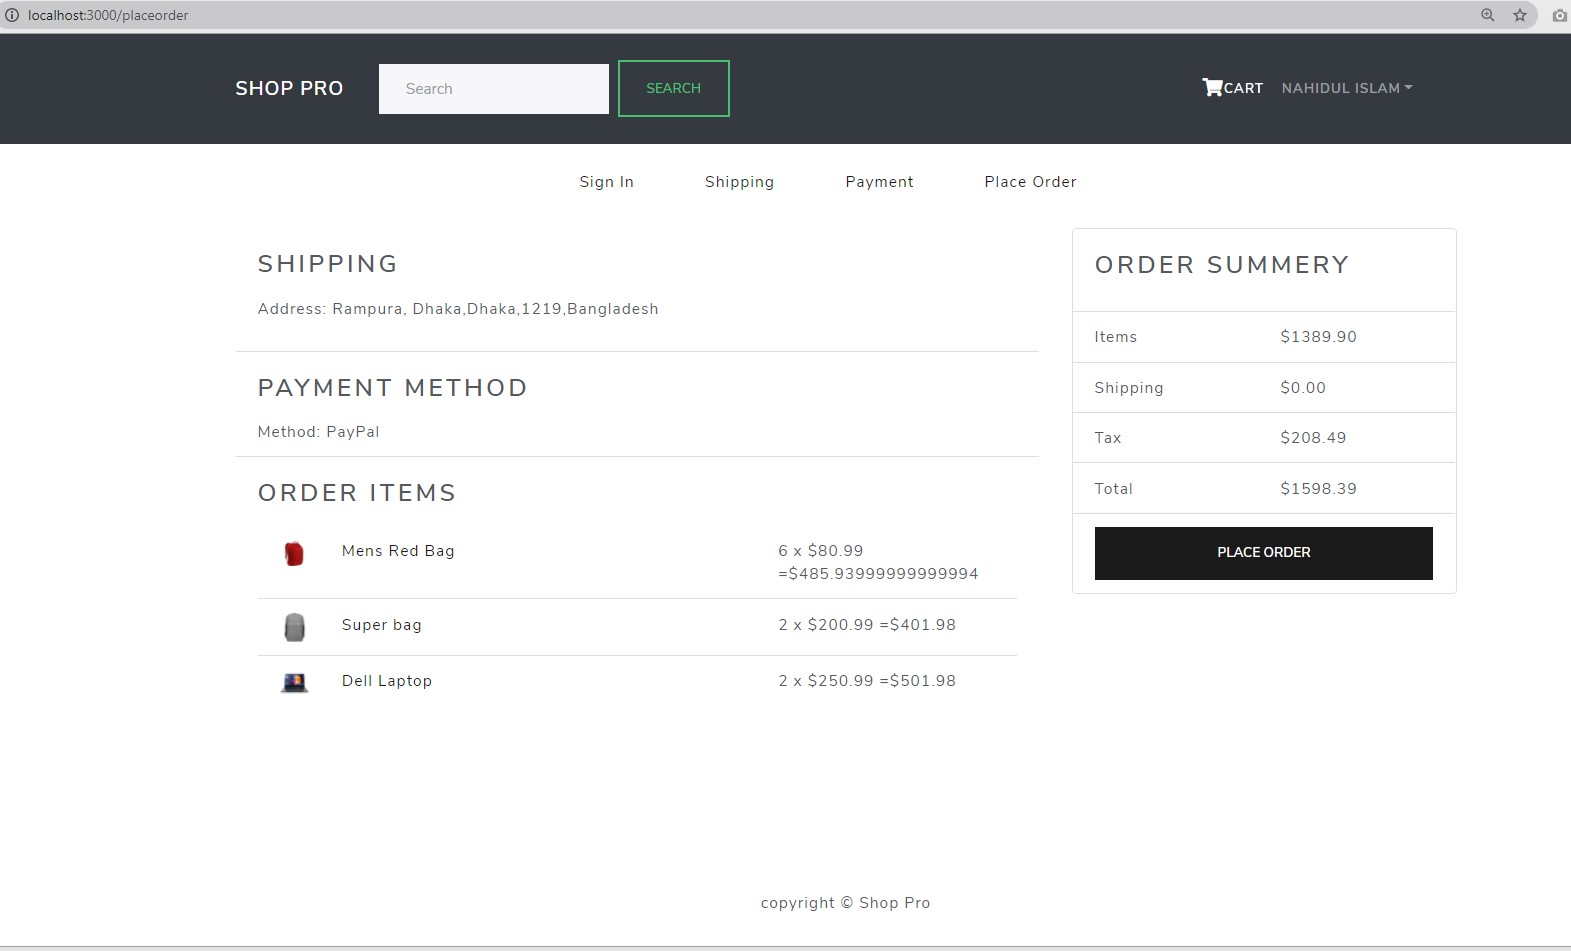 localhost:3000/placeorder
SHOP PRO
Search
SEARCH
CART
NAHIDUL ISLAM
Sign In
Shipping
Payment
Place Order
SHIPPING
Address: Rampura, Dhaka,Dhaka,1219,Bangladesh
PAYMENT METHOD
Method: PayPal
ORDER ITEMS
Mens Red Bag
6 x $80.99
=$485.93999999999994
Super bag
2 x $200.99 =$401.98
Dell Laptop
2 x $250.99 =$501.98
ORDER SUMMERY
Items $1389.90
Shipping $0.00
Tax $208.49
Total $1598.39
PLACE ORDER
copyright © Shop Pro